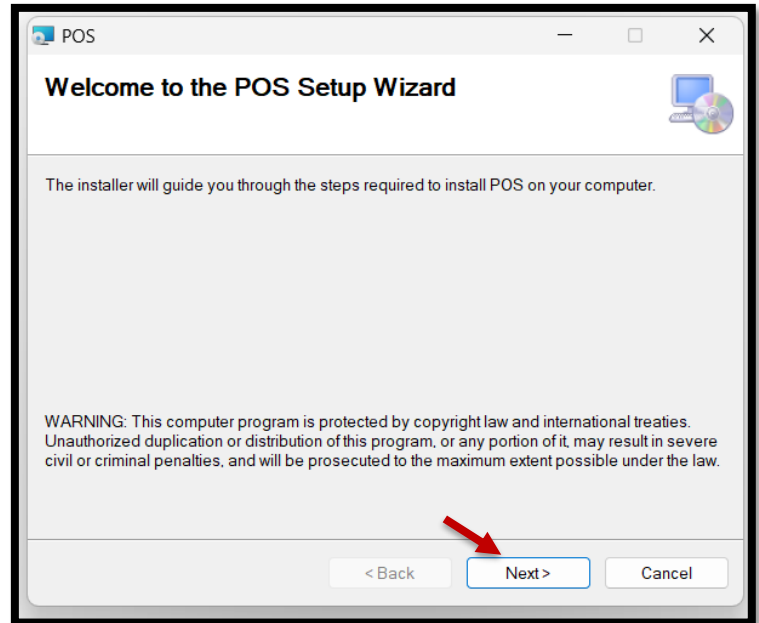 POS
Welcome to the POS Setup Wizard
The installer will guide you through the steps required to install POS on your computer.
WARNING: This computer program is protected by copyright law and international treaties.
Unauthorized duplication or distribution of this program, or any portion of it, may result in severe
civil or criminal penalties, and will be prosecuted to the maximum extent possible under the law.
< Back Next > Cancel